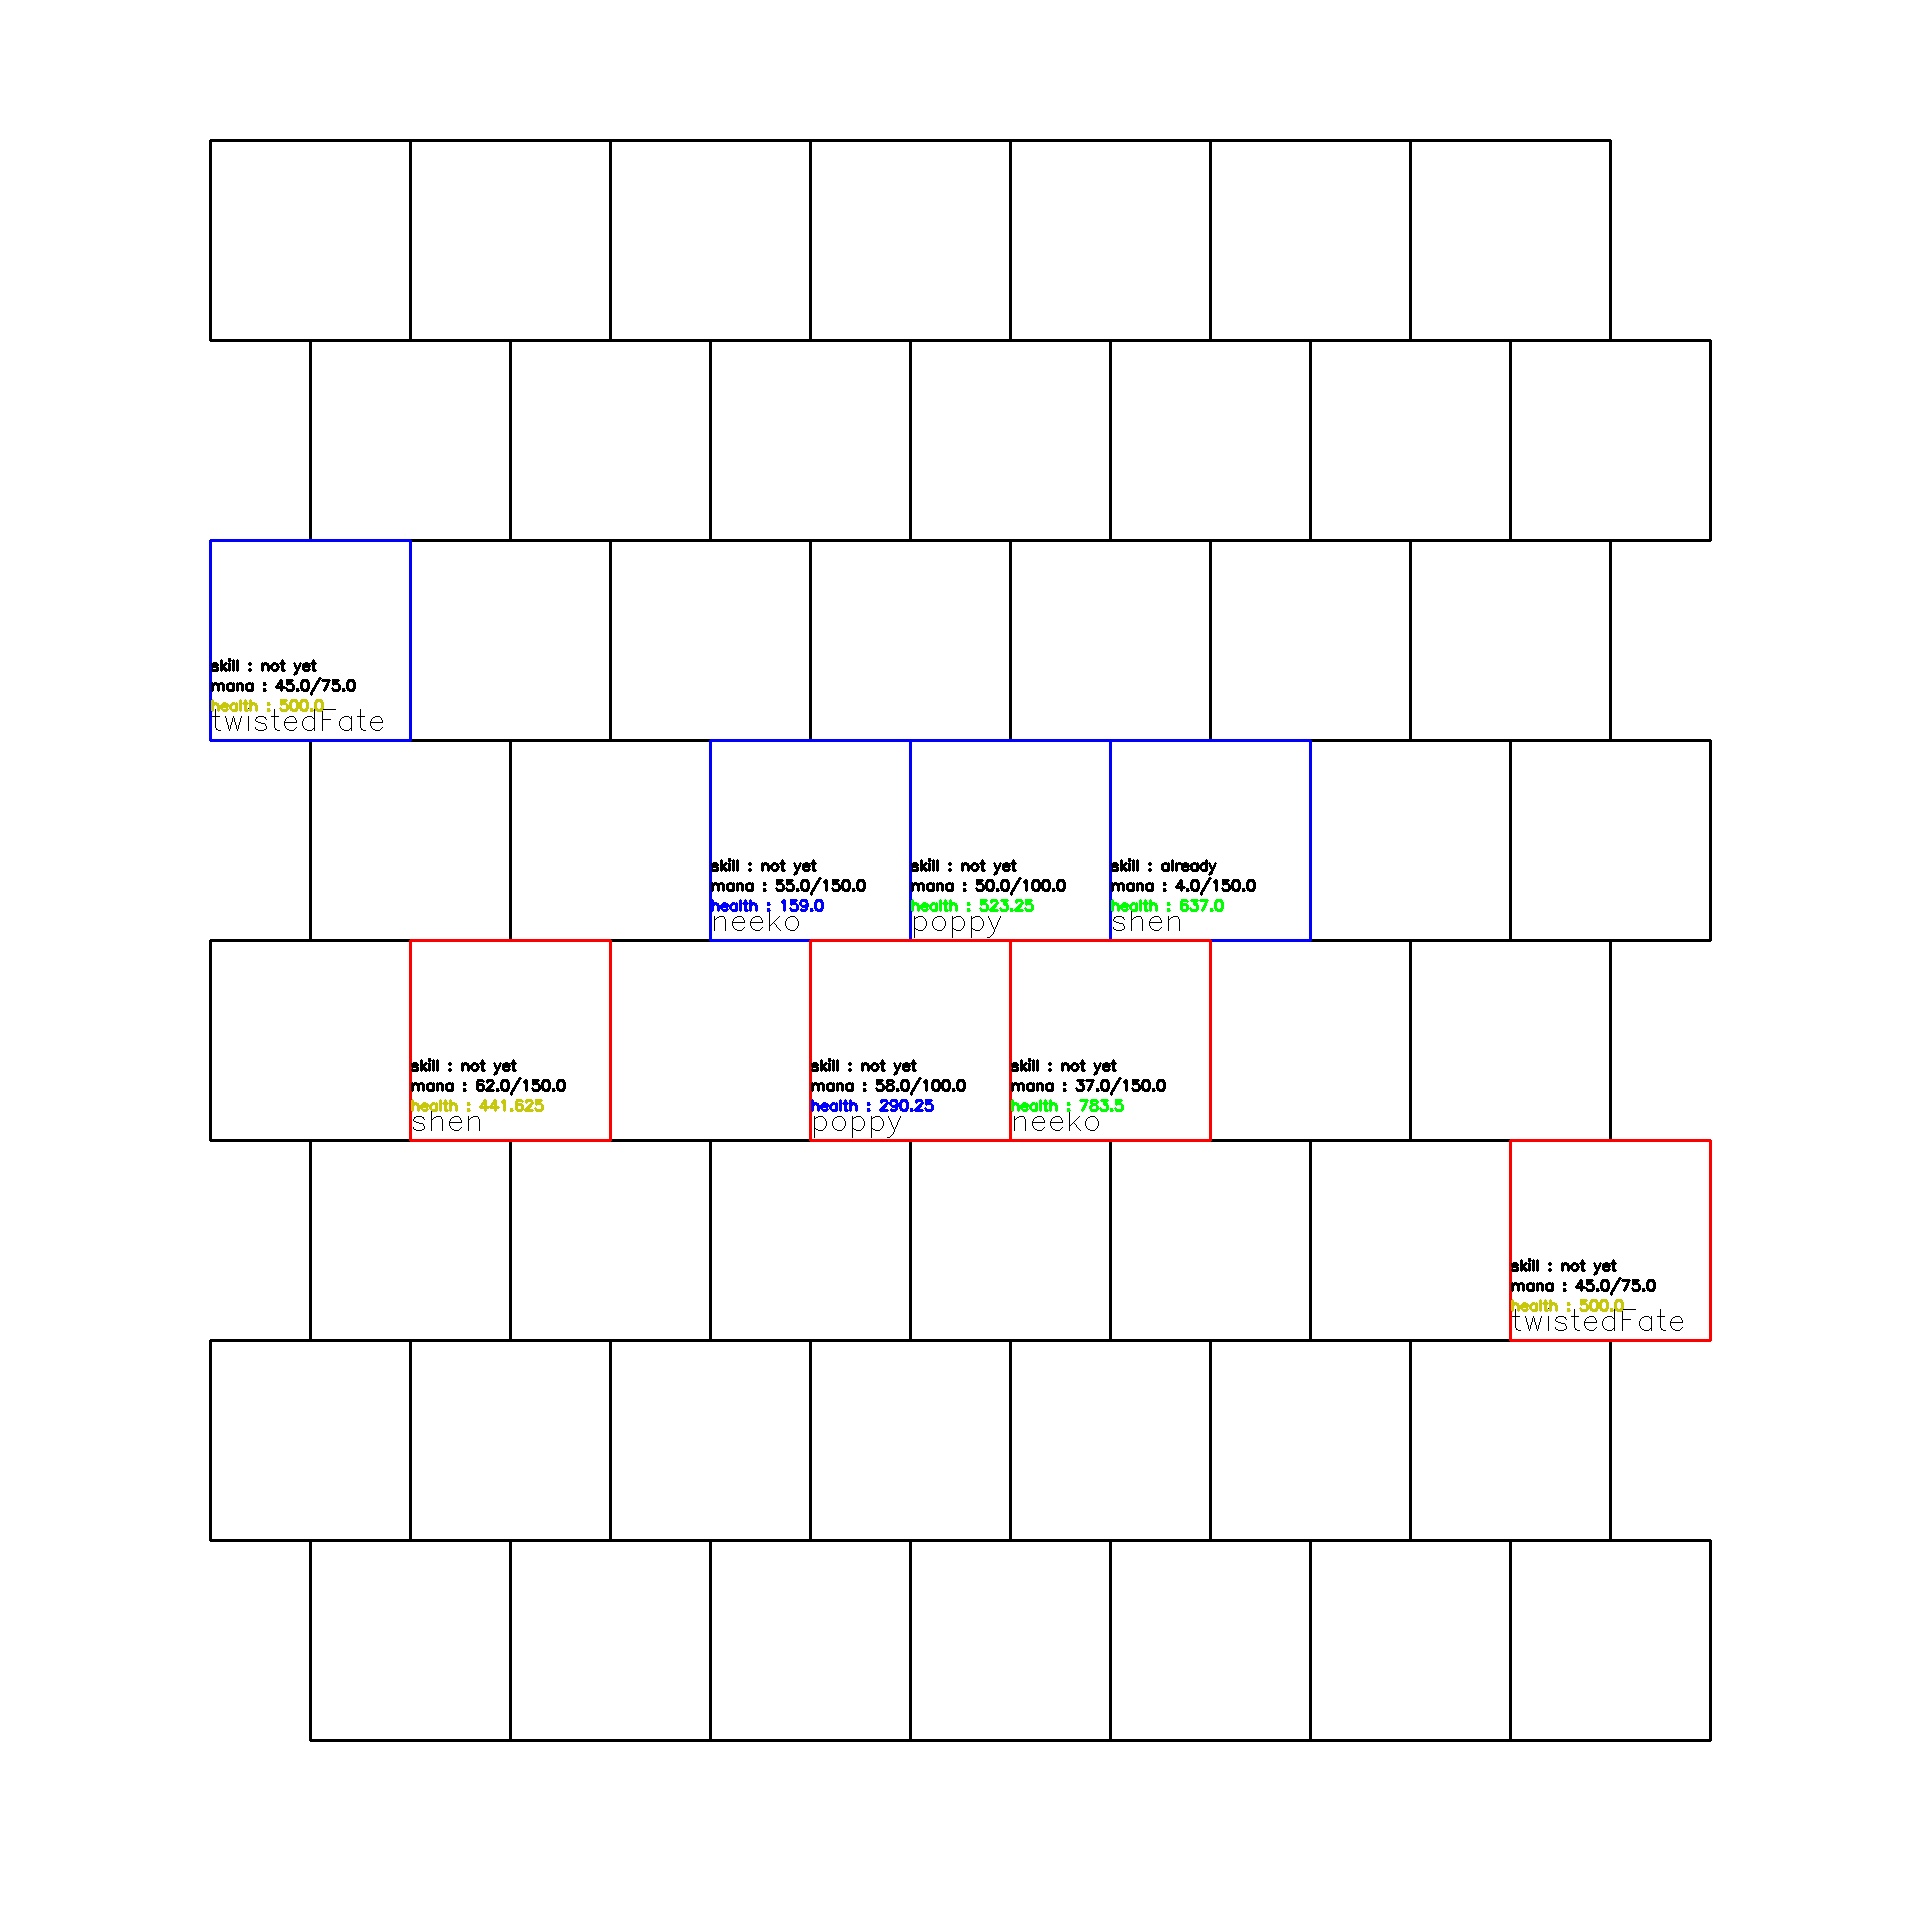 skill : not yet
mana : 45.0/75.0
health : 500.0
twistedFate
skill : not yet
mana : 55.0/150.0
health : 159.0
neeko
skill : not yet
mana : 50.0/100.0
health : 523.25
poppy
skill : already
mana : 4.0/150.0
health : 637.0
shen
skill : not yet
mana : 62.0/150.0
health : 441.625
shen
skill : not yet
mana : 58.0/100.0
health : 290.25
poppy
skill : not yet
mana : 37.0/150.0
health : 783.5
neeko
skill : not yet
mana : 45.0/75.0
health : 500.0
twistedFate